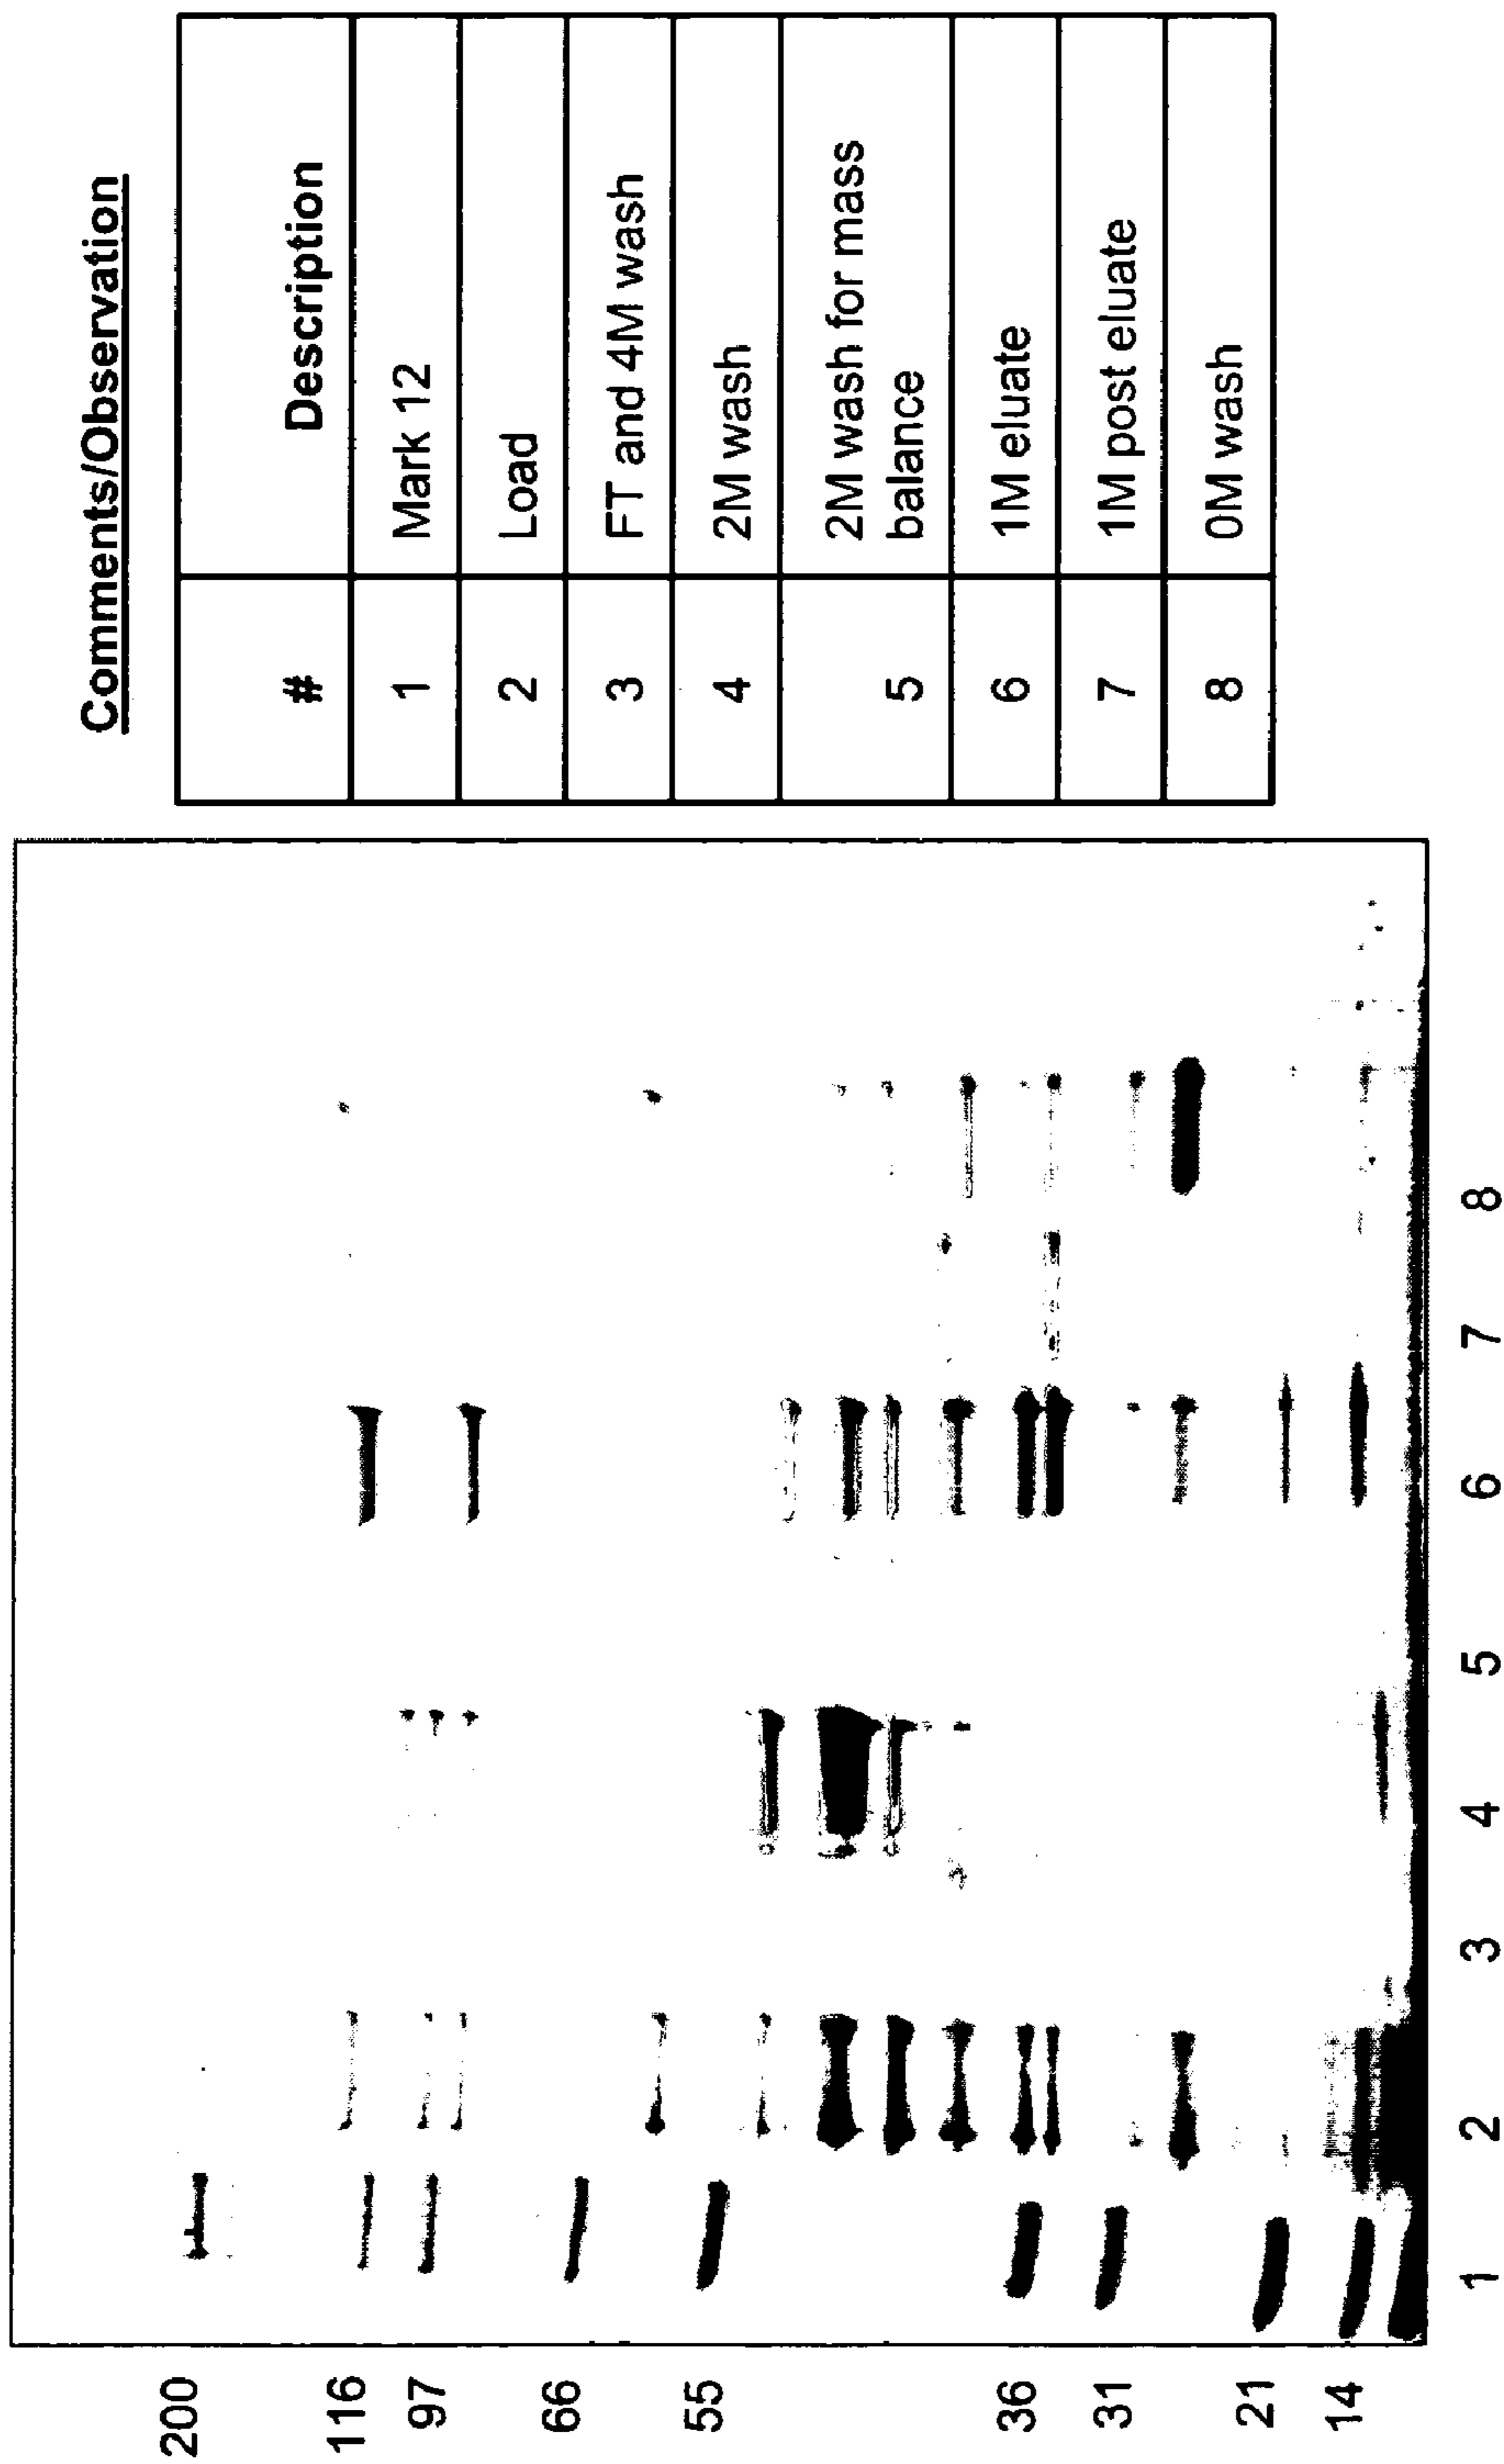 Comments/Observation
# Description
1 Mark 12
2 Load
3 FT and 4M wash
4 2M wash
5 2M wash for mass
balance
6 1M eluate
7 1M post eluate
8 0M wash
200
116
97
66
55
36
31
21
14
1 2 3 4 5 6 7 8